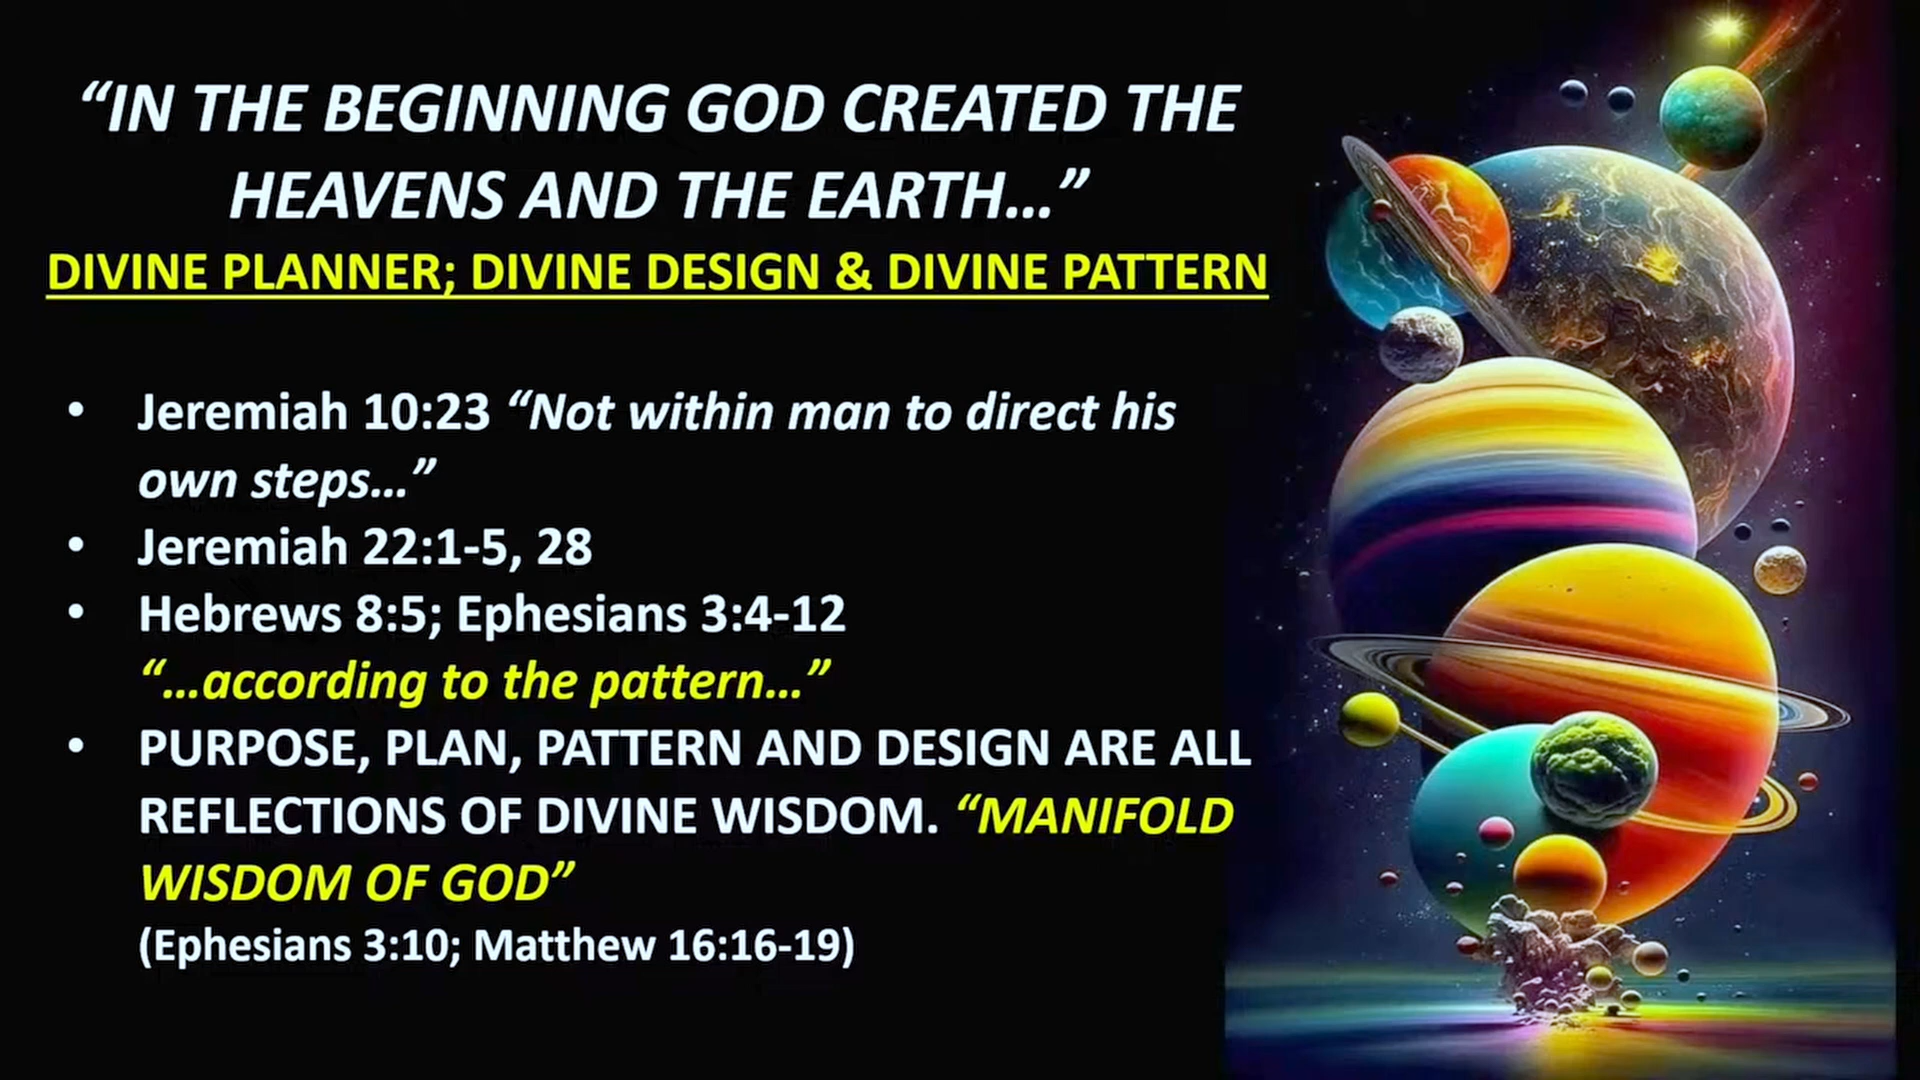 “IN THE BEGINNING GOD CREATED THE
HEAVENS AND THE EARTH…”
DIVINE PLANNER; DIVINE DESIGN & DIVINE PATTERN
• Jeremiah 10:23 “Not within man to direct his
own steps…”
• Jeremiah 22:1-5, 28
• Hebrews 8:5; Ephesians 3:4-12
“…according to the pattern…”
• PURPOSE, PLAN, PATTERN AND DESIGN ARE ALL
REFLECTIONS OF DIVINE WISDOM. “MANIFOLD
WISDOM OF GOD”
(Ephesians 3:10; Matthew 16:16-19)